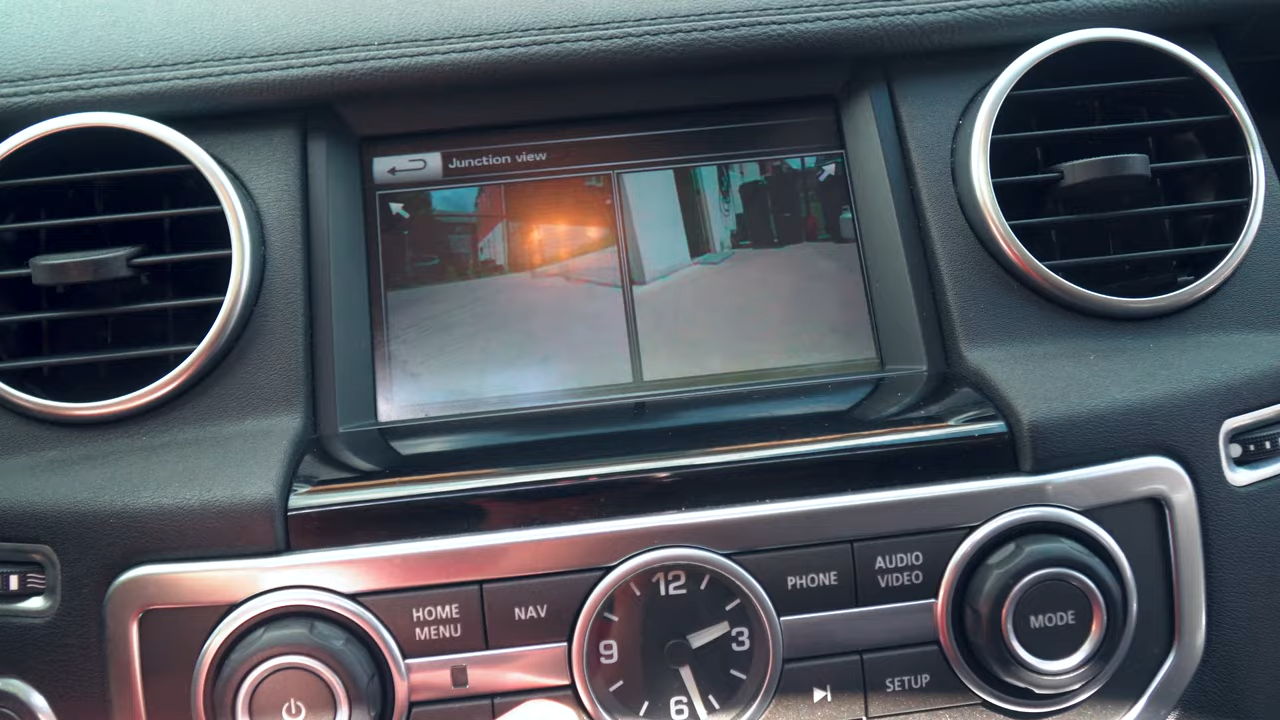 Junction view
HOME
MENU
NAV
12
3
6
9
PHONE
AUDIO
VIDEO
MODE
SETUP